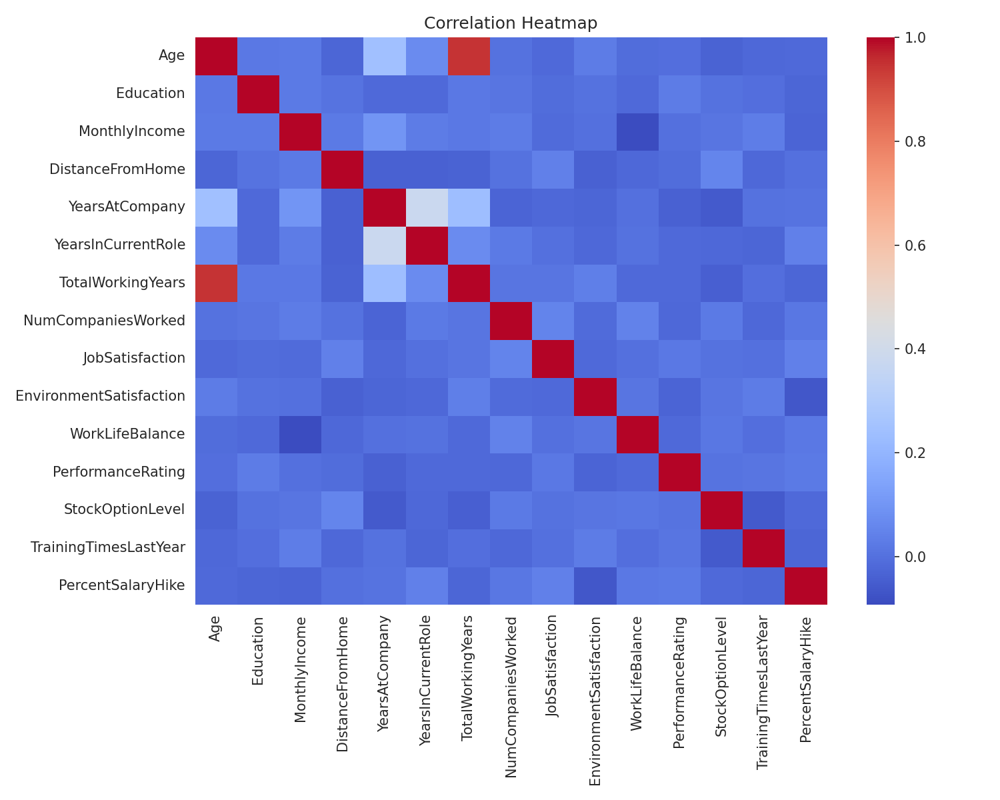 Correlation Heatmap
Age
Education
MonthlyIncome
DistanceFromHome
YearsAtCompany
YearsInCurrentRole
TotalWorkingYears
NumCompaniesWorked
JobSatisfaction
EnvironmentSatisfaction
WorkLifeBalance
PerformanceRating
StockOptionLevel
TrainingTimesLastYear
PercentSalaryHike
Age
Education
MonthlyIncome
DistanceFromHome
YearsAtCompany
YearsInCurrentRole
TotalWorkingYears
NumCompaniesWorked
JobSatisfaction
EnvironmentSatisfaction
WorkLifeBalance
PerformanceRating
StockOptionLevel
TrainingTimesLastYear
PercentSalaryHike
1.0
0.8
0.6
0.4
0.2
0.0